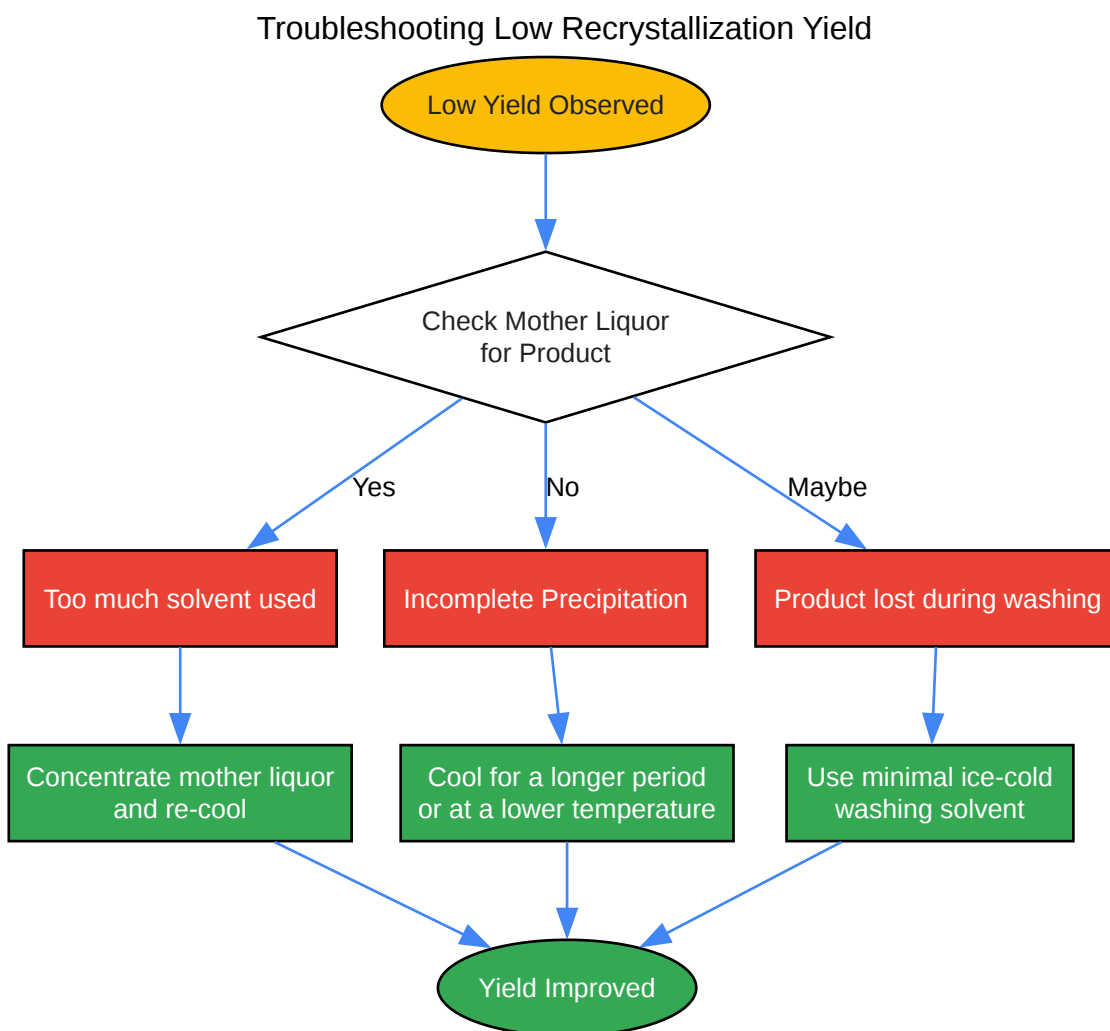 Troubleshooting Low Recrystallization Yield
Low Yield Observed
Check Mother Liquor
for Product
Yes
No
Maybe
Too much solvent used
Incomplete Precipitation
Product lost during washing
Concentrate mother liquor
and re-cool
Cool for a longer period
or at a lower temperature
Use minimal ice-cold
washing solvent
Yield Improved